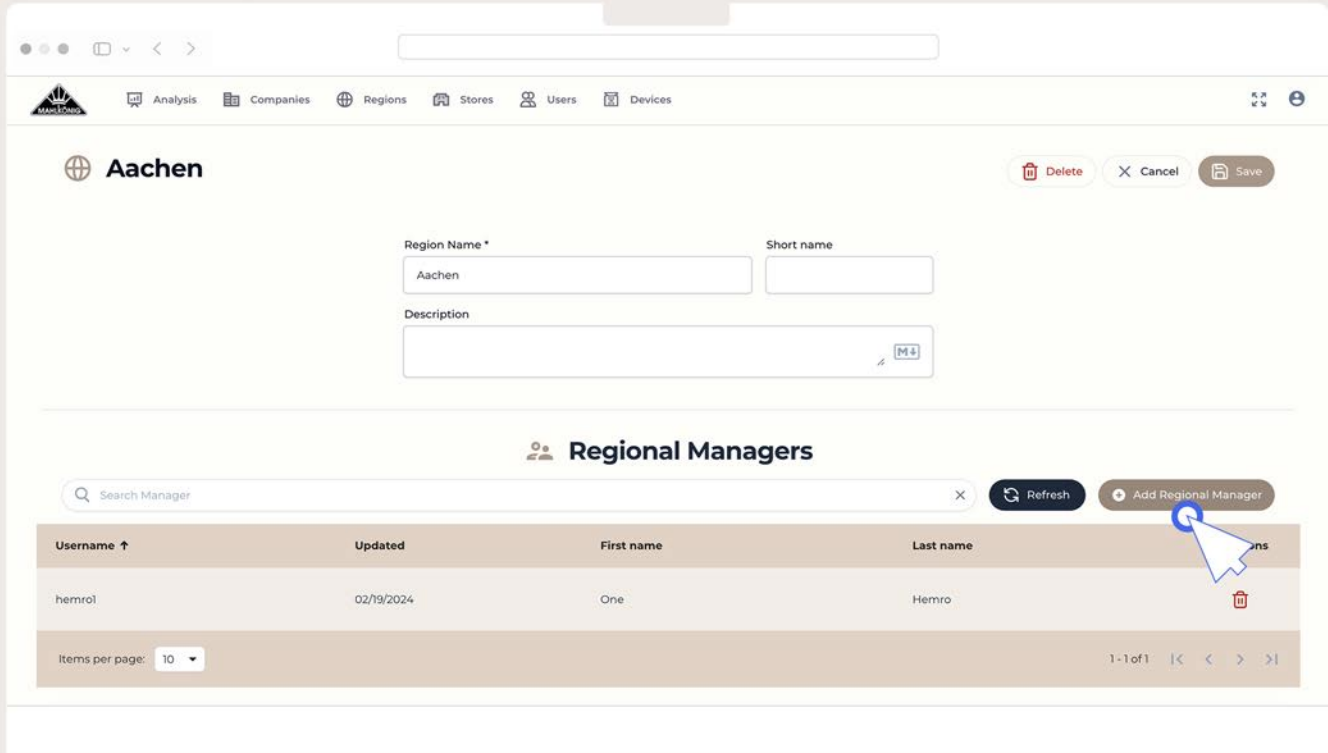 MAHLKÖNIG Analysis Companies Regions Stores Users Devices
Aachen
Delete Cancel Save
Region Name * Short name
Aachen
Description
M
Regional Managers
Search Manager Refresh Add Regional Manager
Username Updated First name Last name ons
hemro1 02/19/2024 One Hemro
Items per page: 10 1 - 1 of 1